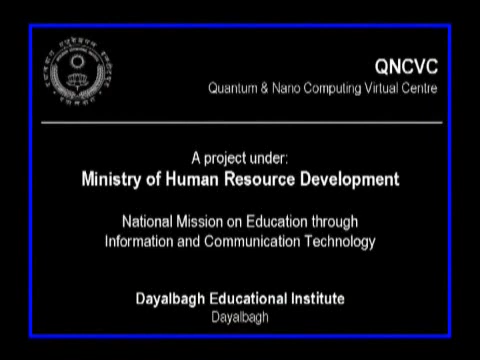 QNCVC
Quantum & Nano Computing Virtual Centre
A project under:
Ministry of Human Resource Development
National Mission on Education through
Information and Communication Technology
Dayalbagh Educational Institute
Dayalbagh